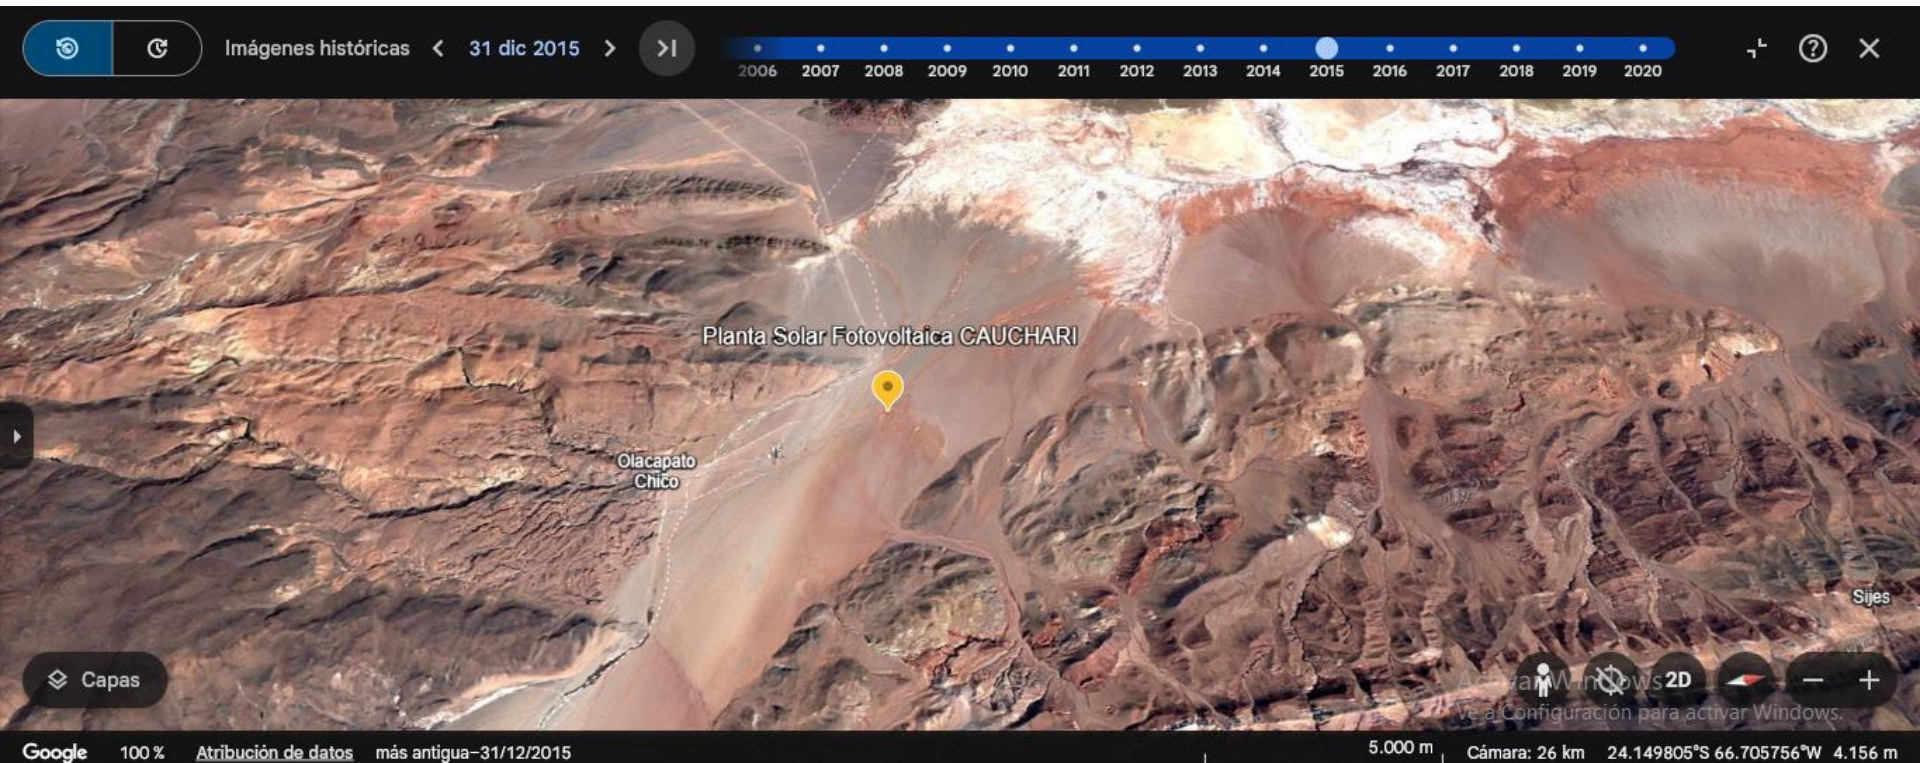 Imágenes históricas
31 dic 2015
2006 2007 2008 2009 2010 2011 2012 2013 2014 2015 2016 2017 2018 2019 2020
Planta Solar Fotovoltaica CAUCHARI
Olacapato
Chico
Sijes
Capas
2D
Activar Windows
Ve a Configuración para activar Windows.
Google 100 % Atribución de datos más antigua–31/12/2015 5.000 m Cámara: 26 km 24.149805°S 66.705756°W 4.156 m